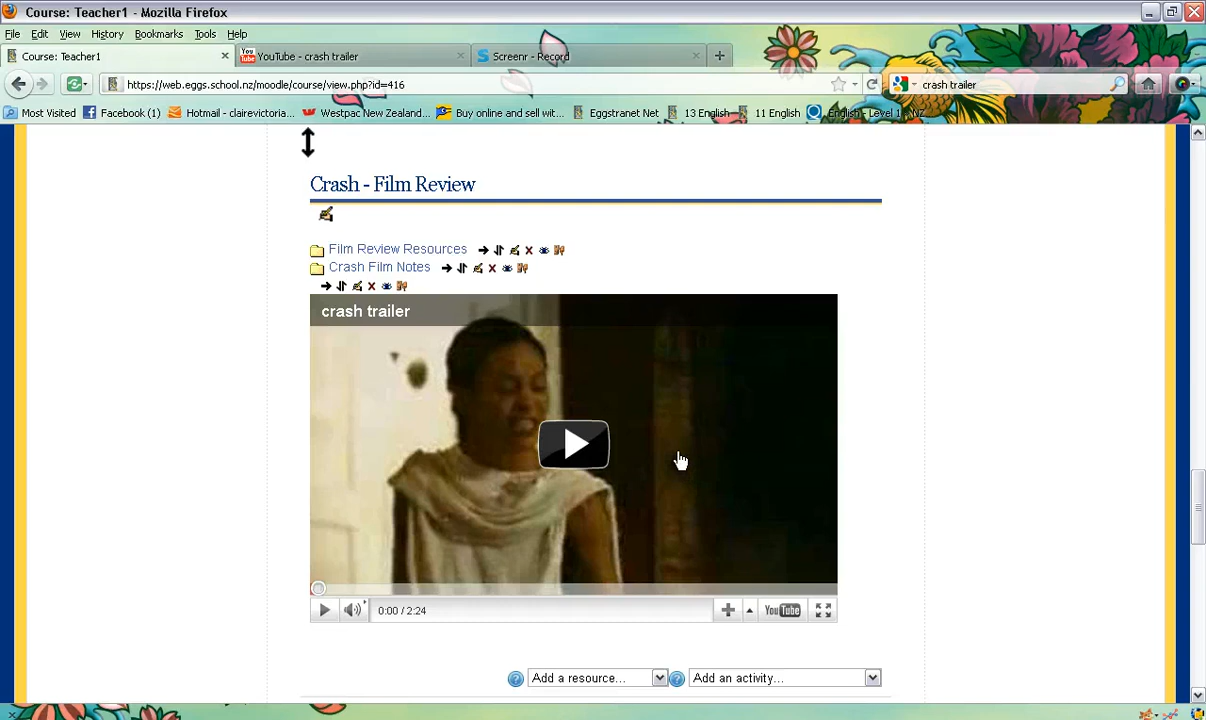 Course: Teacher1 - Mozilla Firefox
File Edit View History Bookmarks Tools Help
Course: Teacher1 × You Tube YouTube - crash trailer × S Screenr - Record × +
https://web.eggs.school.nz/moodle/course/view.php?id=416 crash trailer
Most Visited Facebook (1) Hotmail - clairevictoria... Westpac New Zealand... Buy online and sell wit... Eggstranet Net 13 English 11 English
Crash - Film Review
Film Review Resources
Crash Film Notes
crash trailer
0:00 / 2:24 YouTube
Add a resource... Add an activity...